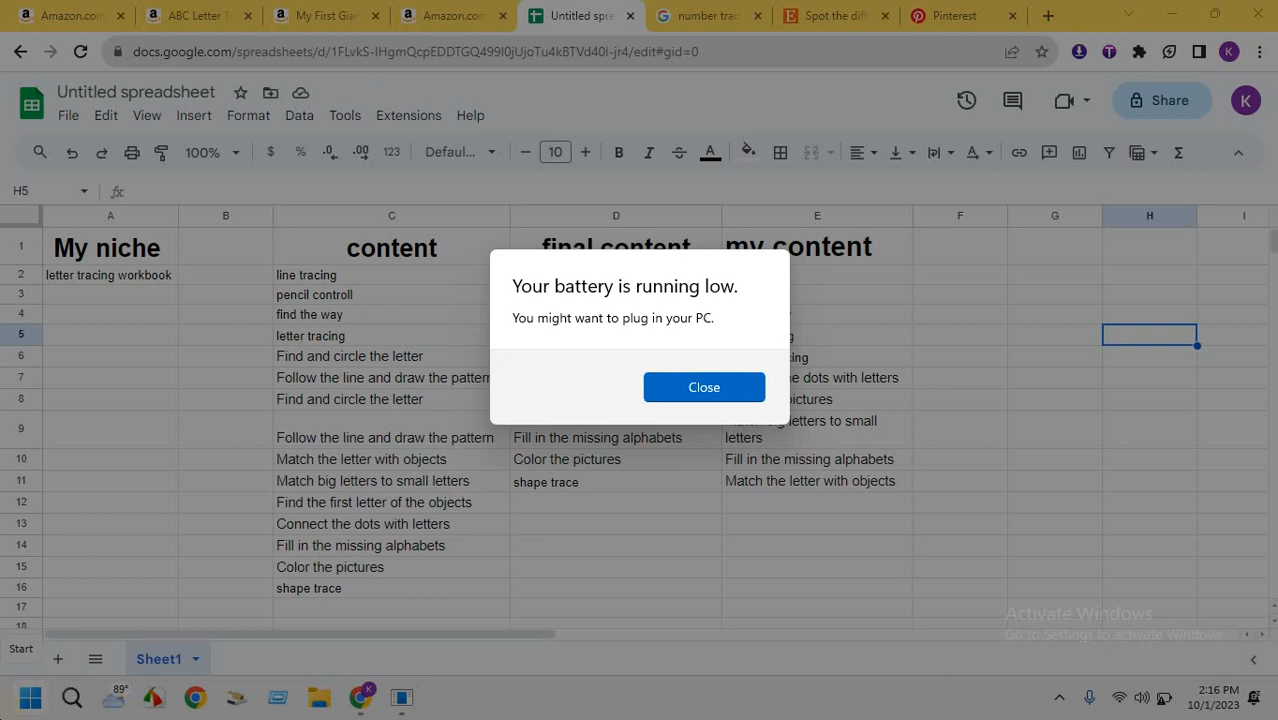 Amazon.com
ABC Letter T
My First Gia
Amazon.com
Untitled spre
number trac
Spot the diff
Pinterest
docs.google.com/spreadsheets/d/1FLvkS-IHgmQcpEDDTGQ499I0jUjoTu4kBTVd40I-jr4/edit#gid=0
Untitled spreadsheet
File Edit View Insert Format Data Tools Extensions Help
Share
K
100% $ % .0 .00 123 Defaul... 10 B I A
H5 fx
A B C D E F G H I
1 My niche content final content my content
2 letter tracing workbook line tracing
3 pencil controll
4 find the way
5 letter tracing
6 Find and circle the letter
7 Follow the line and draw the pattern e dots with letters
8 Find and circle the letter pictures
letters to small
9 Follow the line and draw the pattern Fill in the missing alphabets letters
10 Match the letter with objects Color the pictures Fill in the missing alphabets
11 Match big letters to small letters shape trace Match the letter with objects
12 Find the first letter of the objects
13 Connect the dots with letters
14 Fill in the missing alphabets
15 Color the pictures
16 shape trace
17
18
Your battery is running low.
You might want to plug in your PC.
Close
Activate Windows
Go to Settings to activate Windows.
Start
Sheet1
89°
2:16 PM
10/1/2023